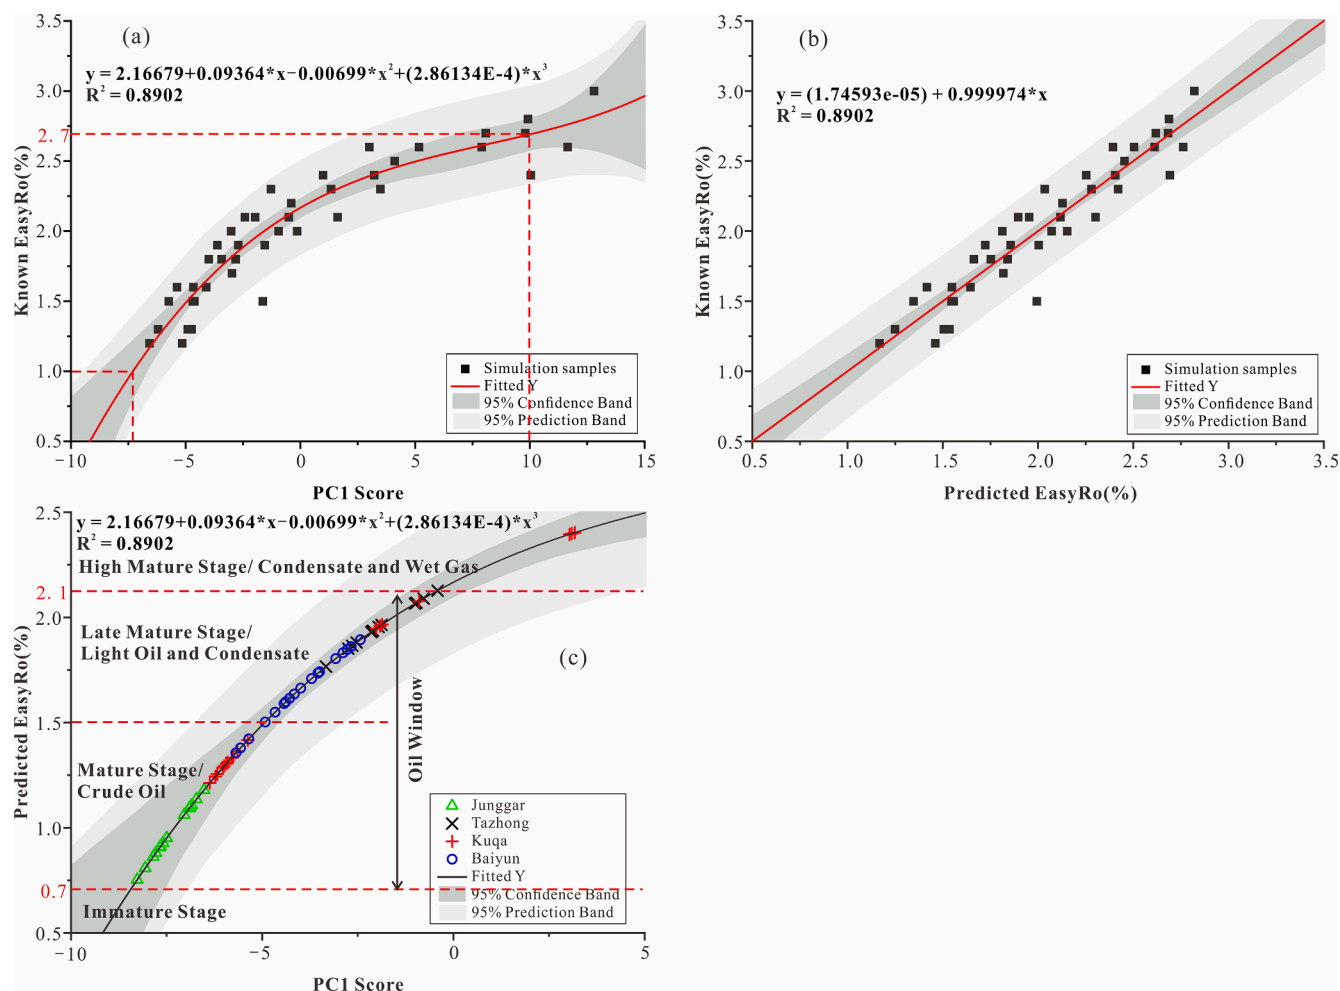 (a)
y = 2.16679+0.09364*x−0.00699*x²+(2.86134E-4)*x³
R² = 0.8902
3.5
3.0
2.7
2.5
2.0
1.5
1.0
0.5
Known EasyRo(%)
Simulation samples
Fitted Y
95% Confidence Band
95% Prediction Band
−10 −5 0 5 10 15
PC1 Score
(b)
y = (1.74593e-05) + 0.999974*x
R² = 0.8902
3.5
3.0
2.5
2.0
1.5
1.0
0.5
Known EasyRo(%)
Simulation samples
Fitted Y
95% Confidence Band
95% Prediction Band
0.5 1.0 1.5 2.0 2.5 3.0 3.5
Predicted EasyRo(%)
y = 2.16679+0.09364*x−0.00699*x²+(2.86134E-4)*x³
R² = 0.8902
High Mature Stage/ Condensate and Wet Gas
2.5
2.1
2.0
1.5
1.0
0.7
0.5
Predicted EasyRo(%)
Late Mature Stage/
Light Oil and Condensate
(c)
Oil Window
Mature Stage/
Crude Oil
Immature Stage
Junggar
Tazhong
Kuqa
Baiyun
Fitted Y
95% Confidence Band
95% Prediction Band
−10 −5 0 5
PC1 Score